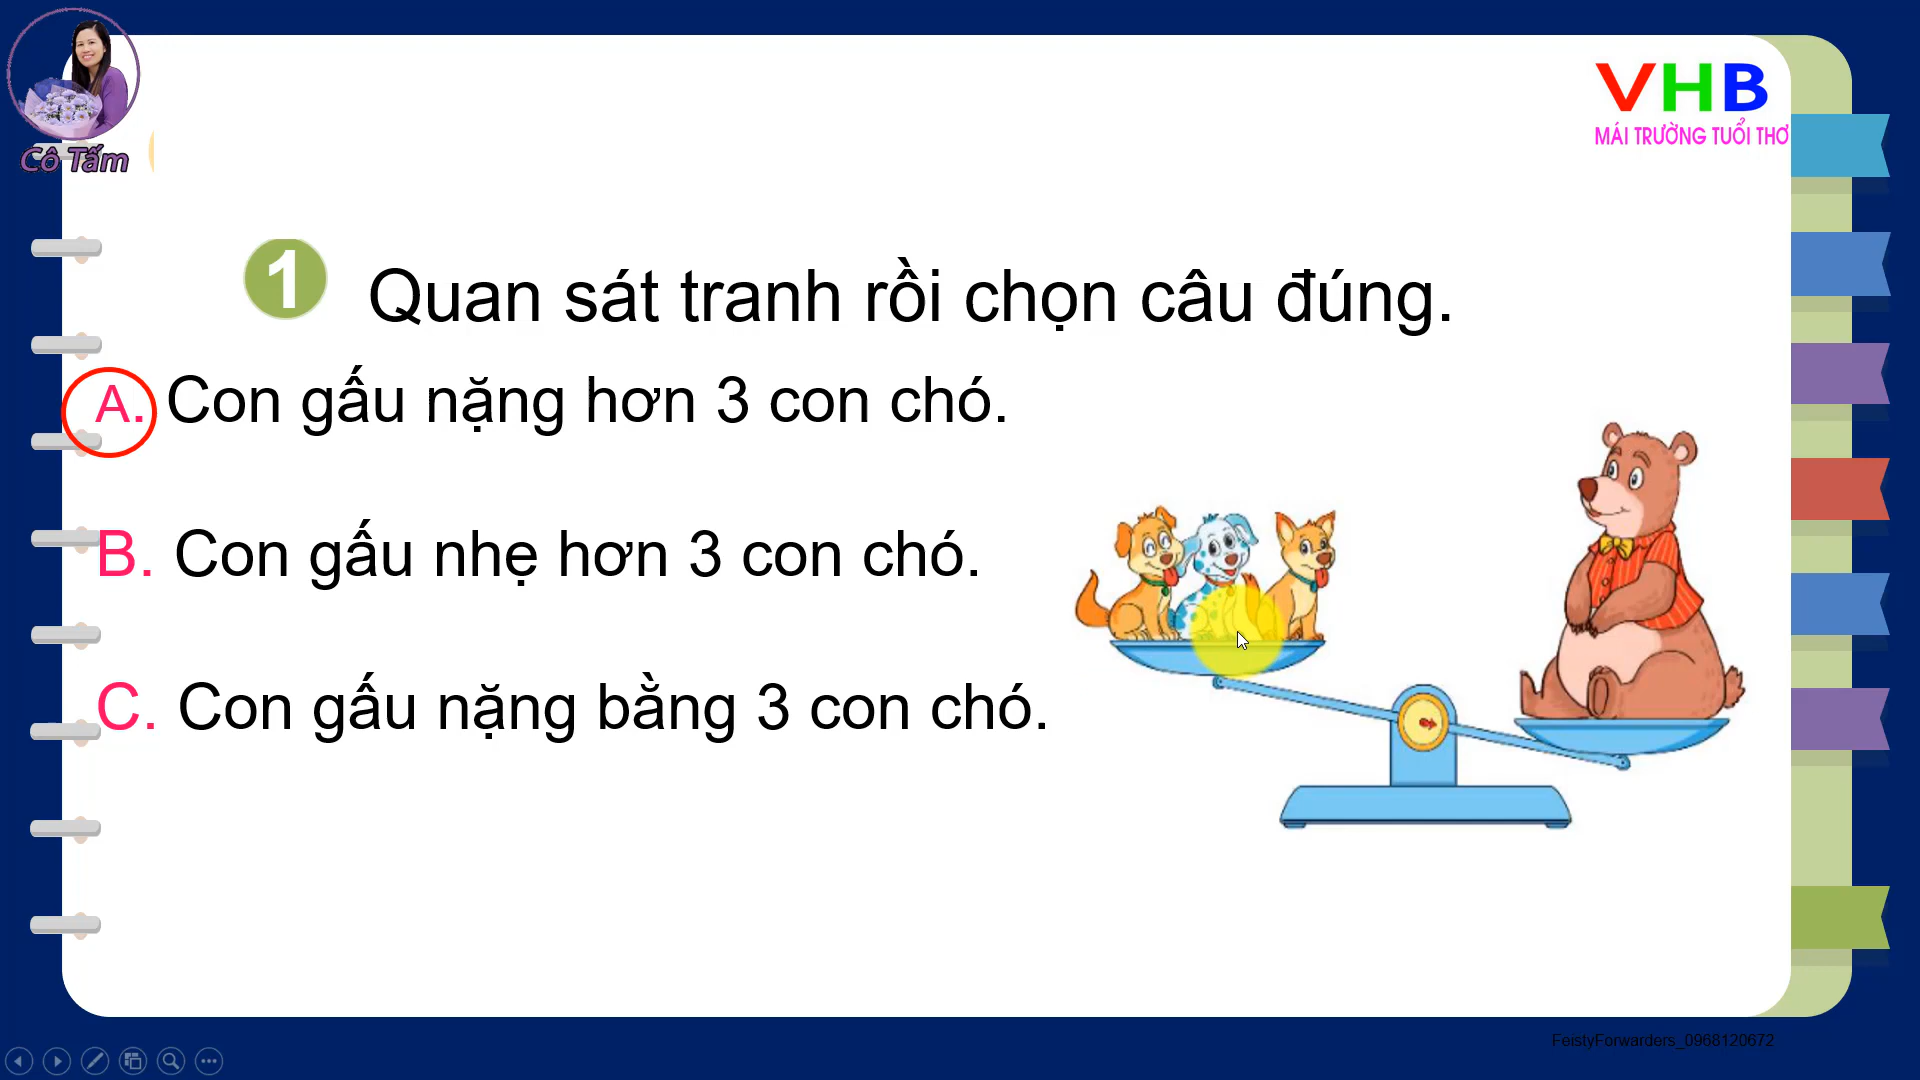 Cô Tấm
VHB
MÁI TRƯỜNG TUỔI THƠ
1 Quan sát tranh rồi chọn câu đúng.
A. Con gấu nặng hơn 3 con chó.
B. Con gấu nhẹ hơn 3 con chó.
C. Con gấu nặng bằng 3 con chó.
FeistyForwarders_0968120672